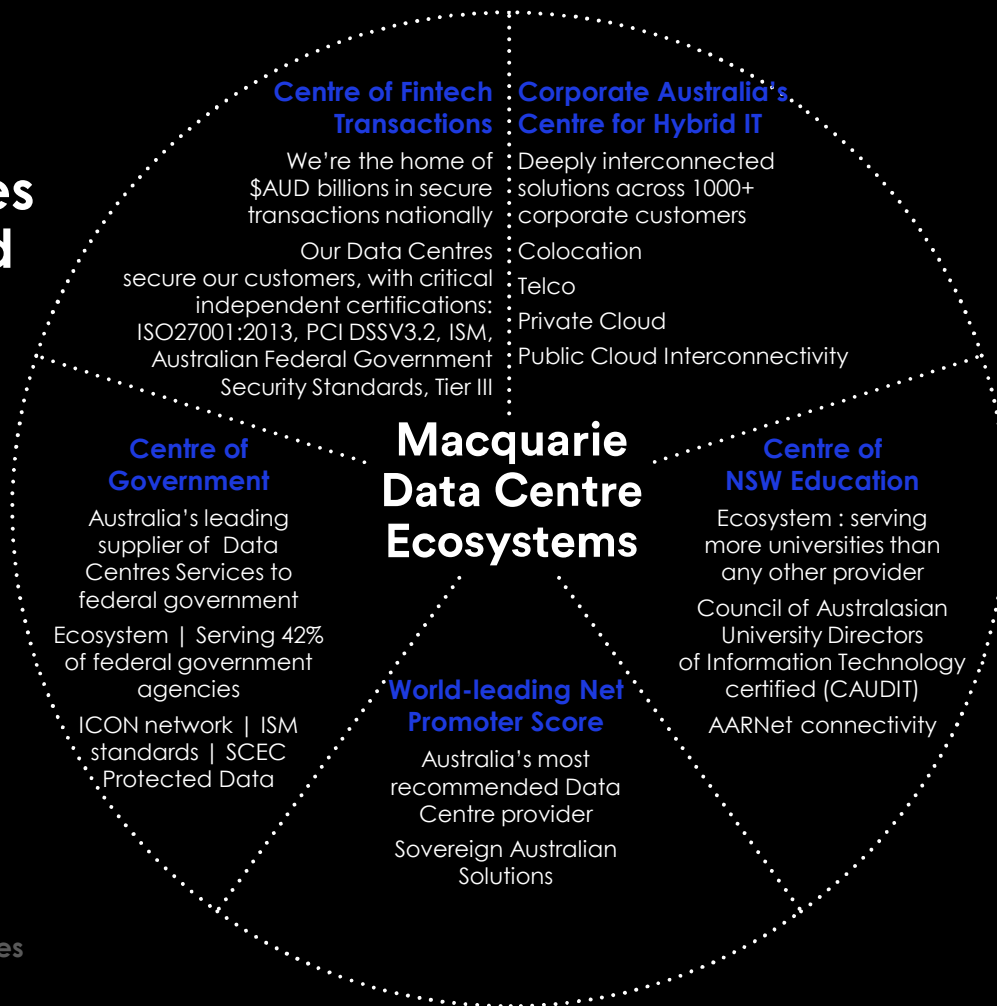 es
d
Centre of Fintech
Transactions
We're the home of
$AUD billions in secure
transactions nationally
Our Data Centres
secure our customers, with critical
independent certifications:
ISO27001:2013, PCI DSSV3.2, ISM,
Australian Federal Government
Security Standards, Tier III
Corporate Australia's
Centre for Hybrid IT
Deeply interconnected
solutions across 1000+
corporate customers
Colocation
Telco
Private Cloud
Public Cloud Interconnectivity
Macquarie
Data Centre
Ecosystems
Centre of
Government
Australia's leading
supplier of Data
Centres Services to
federal government
Ecosystem | Serving 42%
of federal government
agencies
ICON network | ISM
standards | SCEC
Protected Data
World-leading Net
Promoter Score
Australia's most
recommended Data
Centre provider
Sovereign Australian
Solutions
Centre of
NSW Education
Ecosystem : serving
more universities than
any other provider
Council of Australasian
University Directors
of Information Technology
certified (CAUDIT)
AARNet connectivity
es